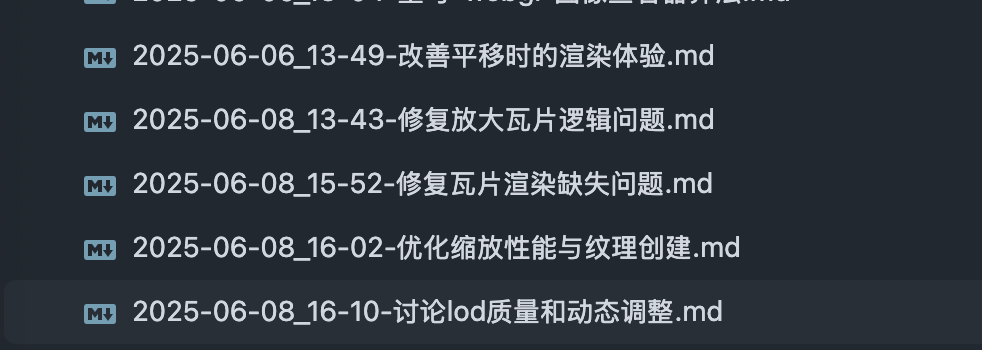 M↓ 2025-06-06_13-49-改善平移时的渲染体验.md
M↓ 2025-06-08_13-43-修复放大瓦片逻辑问题.md
M↓ 2025-06-08_15-52-修复瓦片渲染缺失问题.md
M↓ 2025-06-08_16-02-优化缩放性能与纹理创建.md
M↓ 2025-06-08_16-10-讨论lod质量和动态调整.md